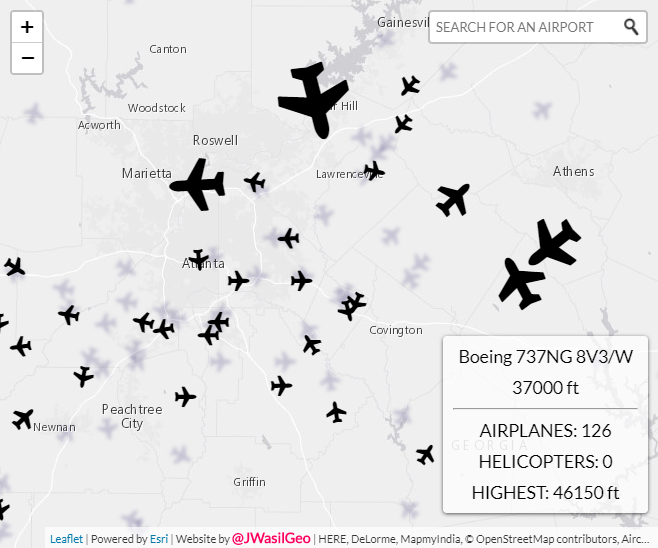 +
−
Gainesvil
SEARCH FOR AN AIRPORT
Canton
Woodstock
Hill
Acworth
Roswell
Marietta
Lawrenceville
Athens
Atlanta
Covington
Boeing 737NG 8V3/W
37000 ft
AIRPLANES: 126
HELICOPTERS: 0
HIGHEST: 46150 ft
Peachtree
City
Newnan
GEORGIA
Griffin
Leaflet | Powered by Esri | Website by @JWasilGeo | HERE, DeLorme, MapmyIndia, © OpenStreetMap contributors, Airc...